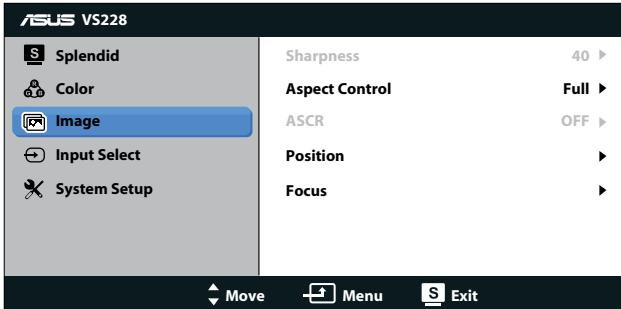 ASUS VS228
S Splendid
Color
Image
Input Select
System Setup
Sharpness 40
Aspect Control Full
ASCR OFF
Position
Focus
Move Menu S Exit